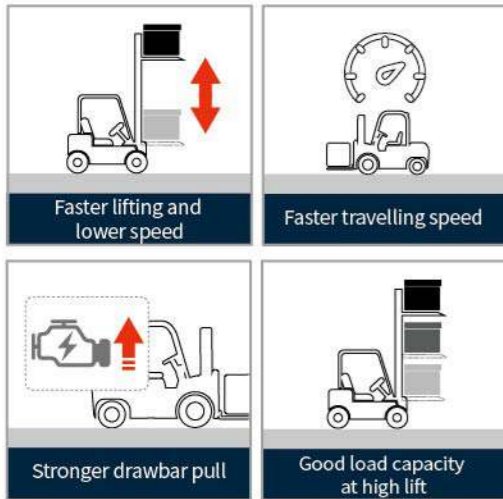 Faster lifting and
lower speed
Faster travelling speed
Stronger drawbar pull
Good load capacity
at high lift